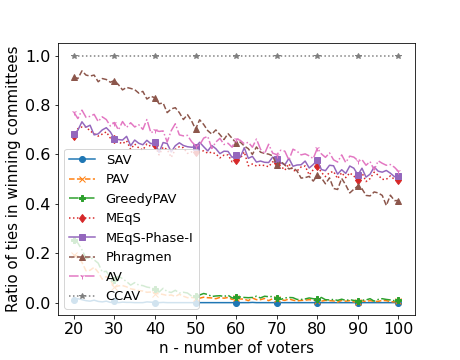 Ratio of ties in winning committees
1.0
0.8
0.6
0.4
0.2
0.0
SAV
PAV
GreedyPAV
MEqS
MEqS-Phase-I
Phragmen
AV
CCAV
20 30 40 50 60 70 80 90 100
n - number of voters